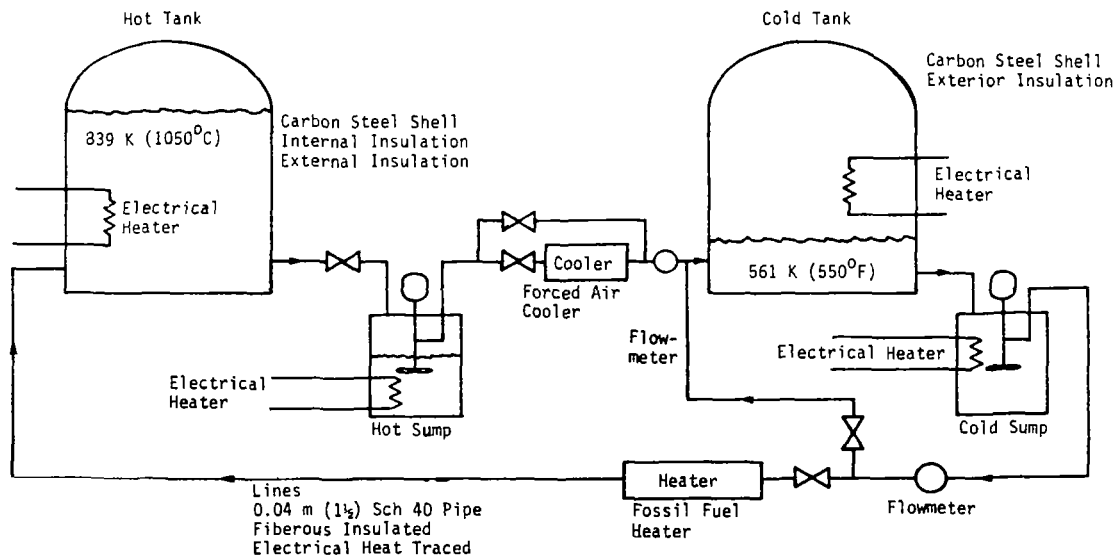 Hot Tank
Cold Tank
Carbon Steel Shell
Exterior Insulation
839 K (1050°C)
Carbon Steel Shell
Internal Insulation
External Insulation
Electrical
Heater
Electrical
Heater
Cooler
Forced Air
Cooler
561 K (550°F)
Flow-
meter
Electrical Heater
Electrical
Heater
Hot Sump
Cold Sump
Heater
Fossil Fuel
Heater
Flowmeter
Lines
0.04 m (1½) Sch 40 Pipe
Fiberous Insulated
Electrical Heat Traced